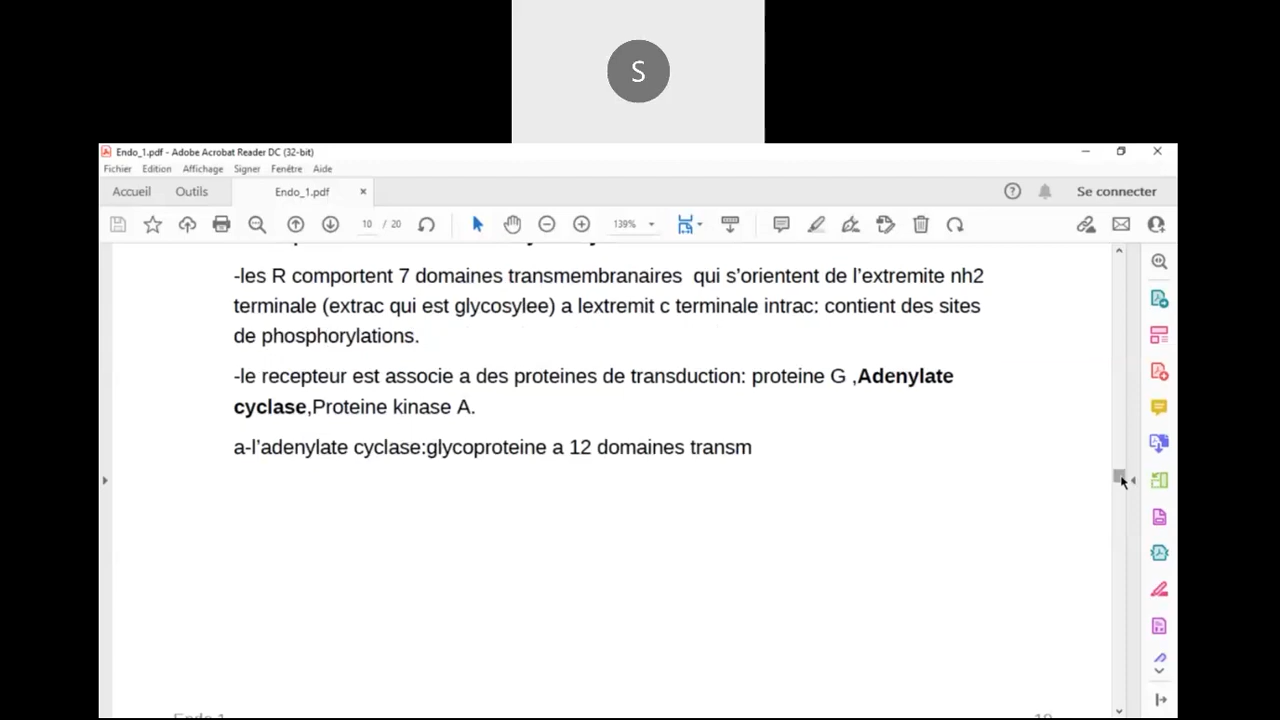 S
Endo_1.pdf - Adobe Acrobat Reader DC (32-bit)
Fichier Edition Affichage Signer Fenêtre Aide
Accueil Outils Endo_1.pdf × Se connecter
10 / 20 139%
-les R comportent 7 domaines transmembranaires qui s’orientent de l’extremite nh2
terminale (extrac qui est glycosylee) a lextremit c terminale intrac: contient des sites
de phosphorylations.
-le recepteur est associe a des proteines de transduction: proteine G ,Adenylate
cyclase,Proteine kinase A.
a-l’adenylate cyclase:glycoproteine a 12 domaines transm